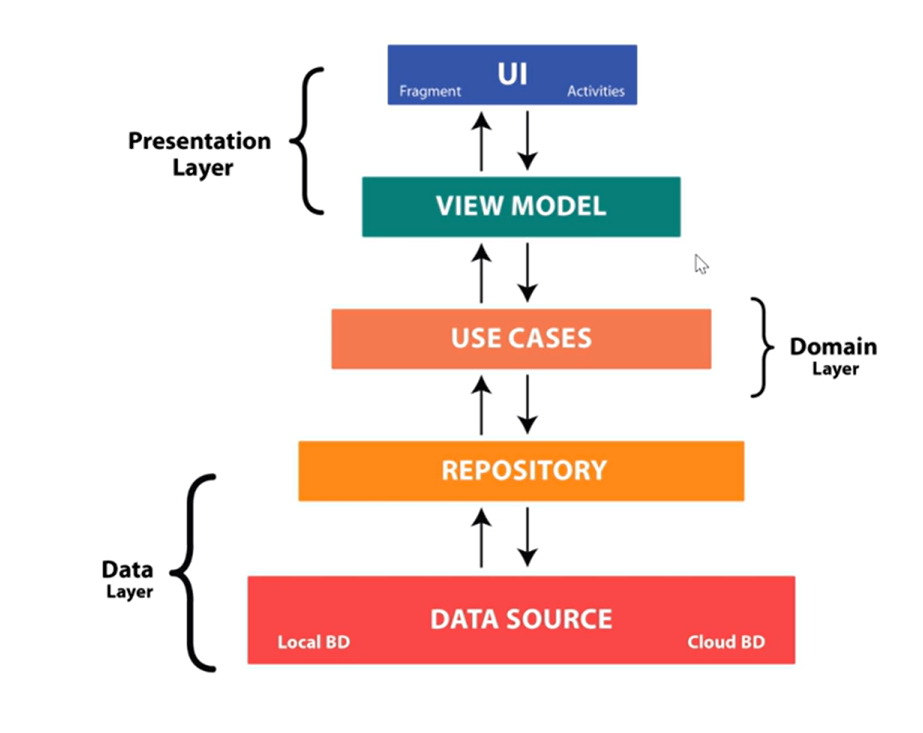 UI
Fragment
Activities
Presentation
Layer
VIEW MODEL
USE CASES
Domain
Layer
REPOSITORY
Data
Layer
DATA SOURCE
Local BD
Cloud BD